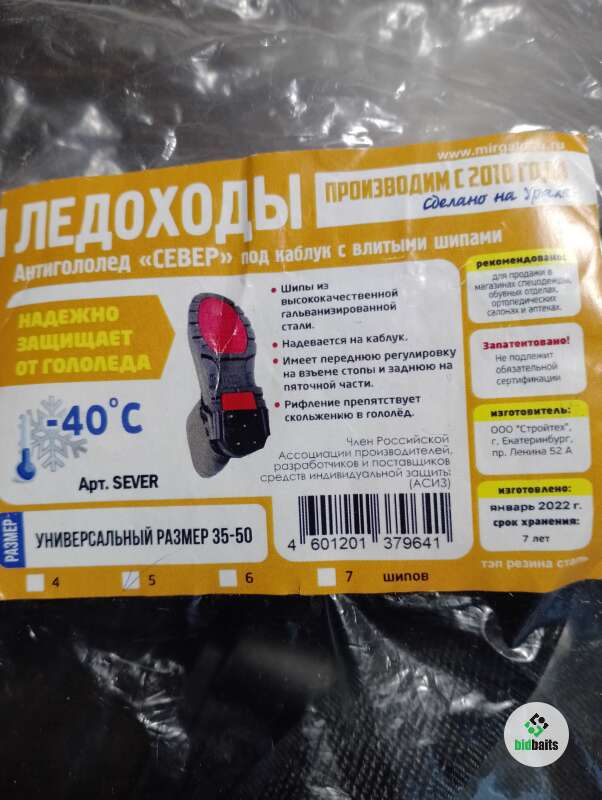 ЛЕДОХОДЫ
ПРОИЗВОДИМ С 2010 ГОДА
Сделано на Урале
Антигололед «СЕВЕР» под каблук с влитыми шипами
НАДЕЖНО
ЗАЩИЩАЕТ
ОТ ГОЛОЛЕДА
-40°C
Арт. SEVER
• Шипы из
высококачественной
гальванизированной
стали.
• Надевается на каблук.
• Имеет переднюю регулировку
на взъеме стопы и заднюю на
пяточной части.
• Рифление препятствует
скольжению в гололёд.
Член Российской
Ассоциации производителей,
разработчиков и поставщиков
средств индивидуальной защиты
(АСИЗ)
рекомендовано:
для продажи в
магазинах спецодежды,
обувных отделах,
ортопедических
салонах и аптеках.
Запатентовано!
Не подлежит
обязательной
сертификации
изготовитель:
ООО "Стройтех",
г. Екатеринбург,
пр. Ленина 52 А
изготовлено:
январь 2022 г.
срок хранения:
7 лет
РАЗМЕР
УНИВЕРСАЛЬНЫЙ РАЗМЕР 35-50
4 601201 379641
4 5 6 7 шипов
тэп резина сталь
bidbaits